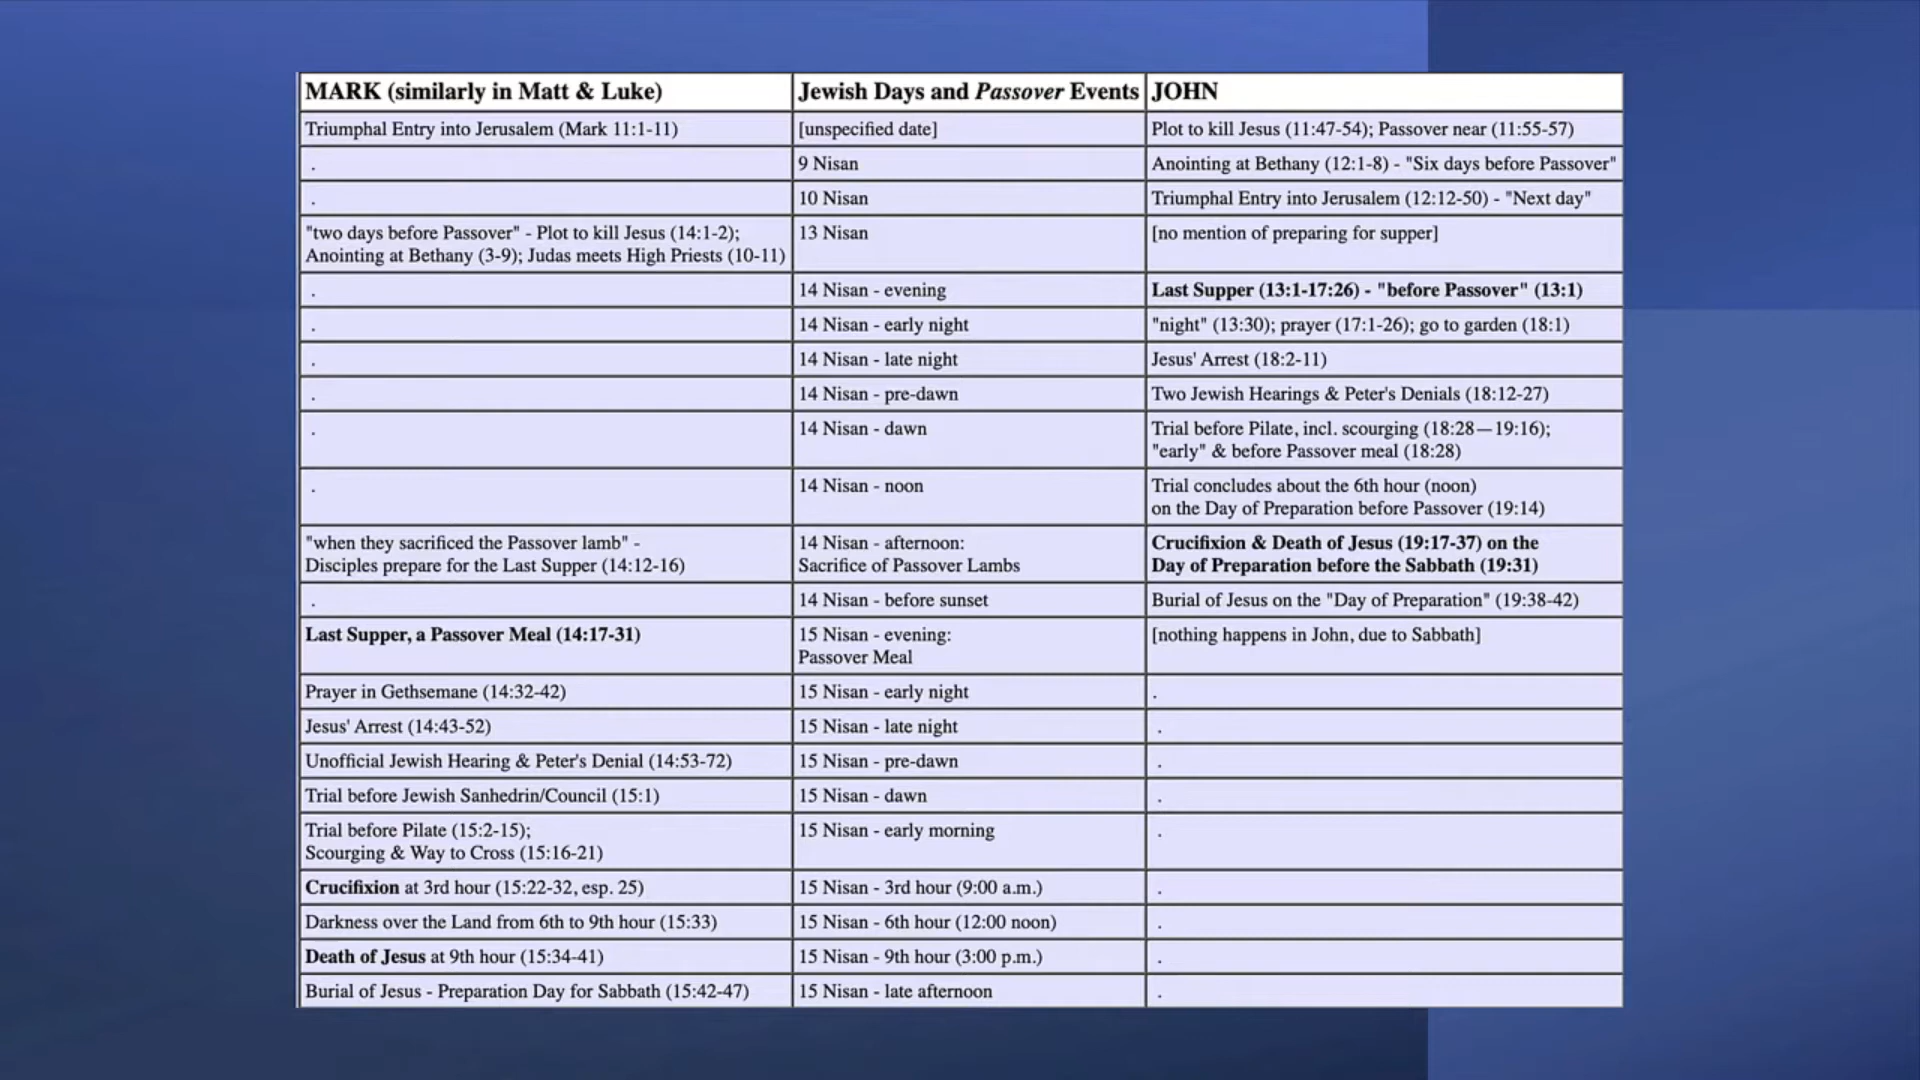 MARK (similarly in Matt & Luke)
Jewish Days and Passover Events
JOHN
Triumphal Entry into Jerusalem (Mark 11:1-11)
[unspecified date]
Plot to kill Jesus (11:47-54); Passover near (11:55-57)
.
9 Nisan
Anointing at Bethany (12:1-8) - "Six days before Passover"
.
10 Nisan
Triumphal Entry into Jerusalem (12:12-50) - "Next day"
"two days before Passover" - Plot to kill Jesus (14:1-2);
Anointing at Bethany (3-9); Judas meets High Priests (10-11)
13 Nisan
[no mention of preparing for supper]
.
14 Nisan - evening
Last Supper (13:1-17:26) - "before Passover" (13:1)
.
14 Nisan - early night
"night" (13:30); prayer (17:1-26); go to garden (18:1)
.
14 Nisan - late night
Jesus' Arrest (18:2-11)
.
14 Nisan - pre-dawn
Two Jewish Hearings & Peter's Denials (18:12-27)
.
14 Nisan - dawn
Trial before Pilate, incl. scourging (18:28—19:16);
"early" & before Passover meal (18:28)
.
14 Nisan - noon
Trial concludes about the 6th hour (noon)
on the Day of Preparation before Passover (19:14)
"when they sacrificed the Passover lamb" -
Disciples prepare for the Last Supper (14:12-16)
14 Nisan - afternoon:
Sacrifice of Passover Lambs
Crucifixion & Death of Jesus (19:17-37) on the
Day of Preparation before the Sabbath (19:31)
.
14 Nisan - before sunset
Burial of Jesus on the "Day of Preparation" (19:38-42)
Last Supper, a Passover Meal (14:17-31)
15 Nisan - evening:
Passover Meal
[nothing happens in John, due to Sabbath]
Prayer in Gethsemane (14:32-42)
15 Nisan - early night
.
Jesus' Arrest (14:43-52)
15 Nisan - late night
.
Unofficial Jewish Hearing & Peter's Denial (14:53-72)
15 Nisan - pre-dawn
.
Trial before Jewish Sanhedrin/Council (15:1)
15 Nisan - dawn
.
Trial before Pilate (15:2-15);
Scourging & Way to Cross (15:16-21)
15 Nisan - early morning
.
Crucifixion at 3rd hour (15:22-32, esp. 25)
15 Nisan - 3rd hour (9:00 a.m.)
.
Darkness over the Land from 6th to 9th hour (15:33)
15 Nisan - 6th hour (12:00 noon)
.
Death of Jesus at 9th hour (15:34-41)
15 Nisan - 9th hour (3:00 p.m.)
.
Burial of Jesus - Preparation Day for Sabbath (15:42-47)
15 Nisan - late afternoon
.